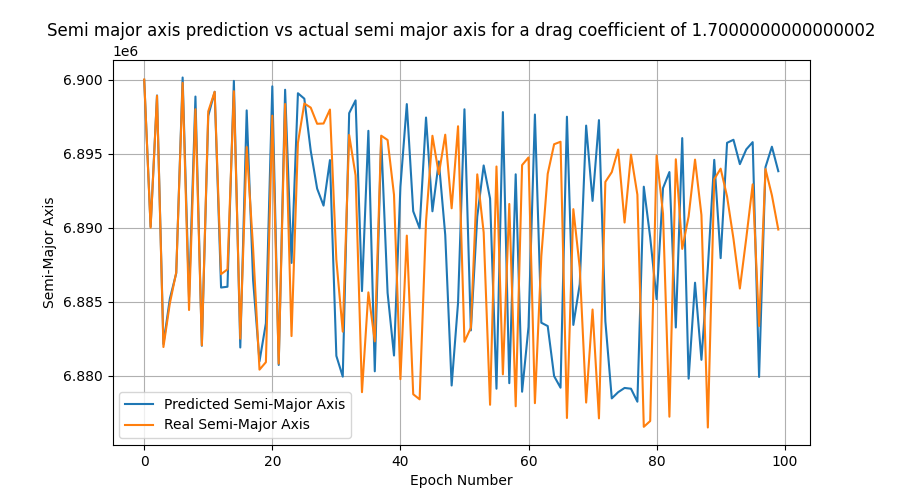 Semi major axis prediction vs actual semi major axis for a drag coefficient of 1.7000000000000002
1e6
6.900
6.895
6.890
6.885
6.880
Semi-Major Axis
Predicted Semi-Major Axis
Real Semi-Major Axis
0 20 40 60 80 100
Epoch Number